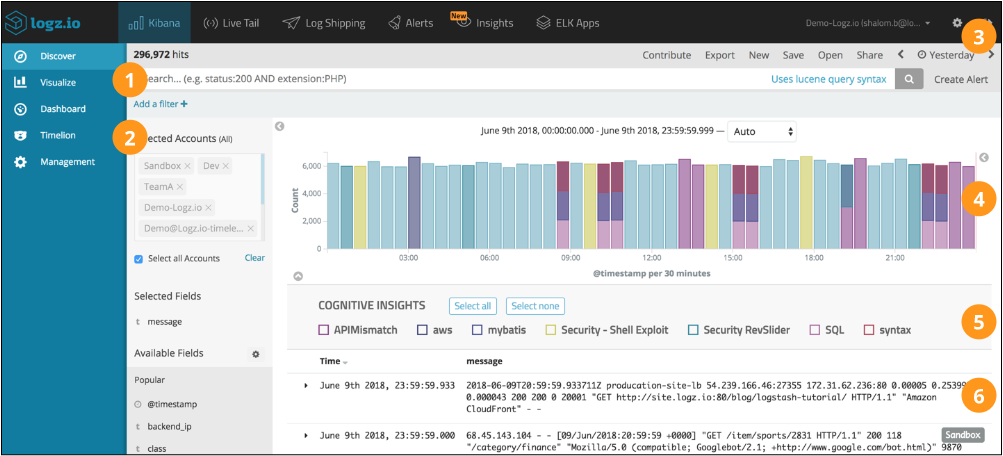 logz.io
Kibana
Live Tail
Log Shipping
Alerts
New
Insights
ELK Apps
Demo-Logz.io (shalom.b@lo...
3
Discover
Visualize
Dashboard
Timelion
Management
296,972 hits
Contribute
Export
New
Save
Open
Share
Yesterday
1
earch... (e.g. status:200 AND extension:PHP)
Uses lucene query syntax
Create Alert
Add a filter +
2
lected Accounts (All)
Sandbox × Dev ×
TeamA ×
Demo-Logz.io ×
Demo@Logz.io-timele... ×
Select all Accounts
Clear
Selected Fields
t message
Available Fields
Popular
@timestamp
t backend_ip
t class
June 9th 2018, 00:00:00.000 - June 9th 2018, 23:59:59.999 —
Auto
Count
6,000
4,000
2,000
0
03:00
06:00
09:00
12:00
15:00
18:00
21:00
@timestamp per 30 minutes
4
COGNITIVE INSIGHTS
Select all
Select none
APIMismatch
aws
mybatis
Security - Shell Exploit
Security RevSlider
SQL
syntax
5
Time
message
June 9th 2018, 23:59:59.933
2018-06-09T20:59:59.933711Z producation-site-lb 54.239.166.46:27355 172.31.62.236:80 0.00005 0.25399
0.000043 200 200 0 20001 "GET http://site.logz.io:80/blog/logstash-tutorial/ HTTP/1.1" "Amazon
CloudFront" - -
6
June 9th 2018, 23:59:59.000
68.45.143.104 - - [09/Jun/2018:20:59:59 +0000] "GET /item/sports/2831 HTTP/1.1" 200 118
"/category/finance" "Mozilla/5.0 (compatible; Googlebot/2.1; +http://www.google.com/bot.html)" 9870
Sandbox